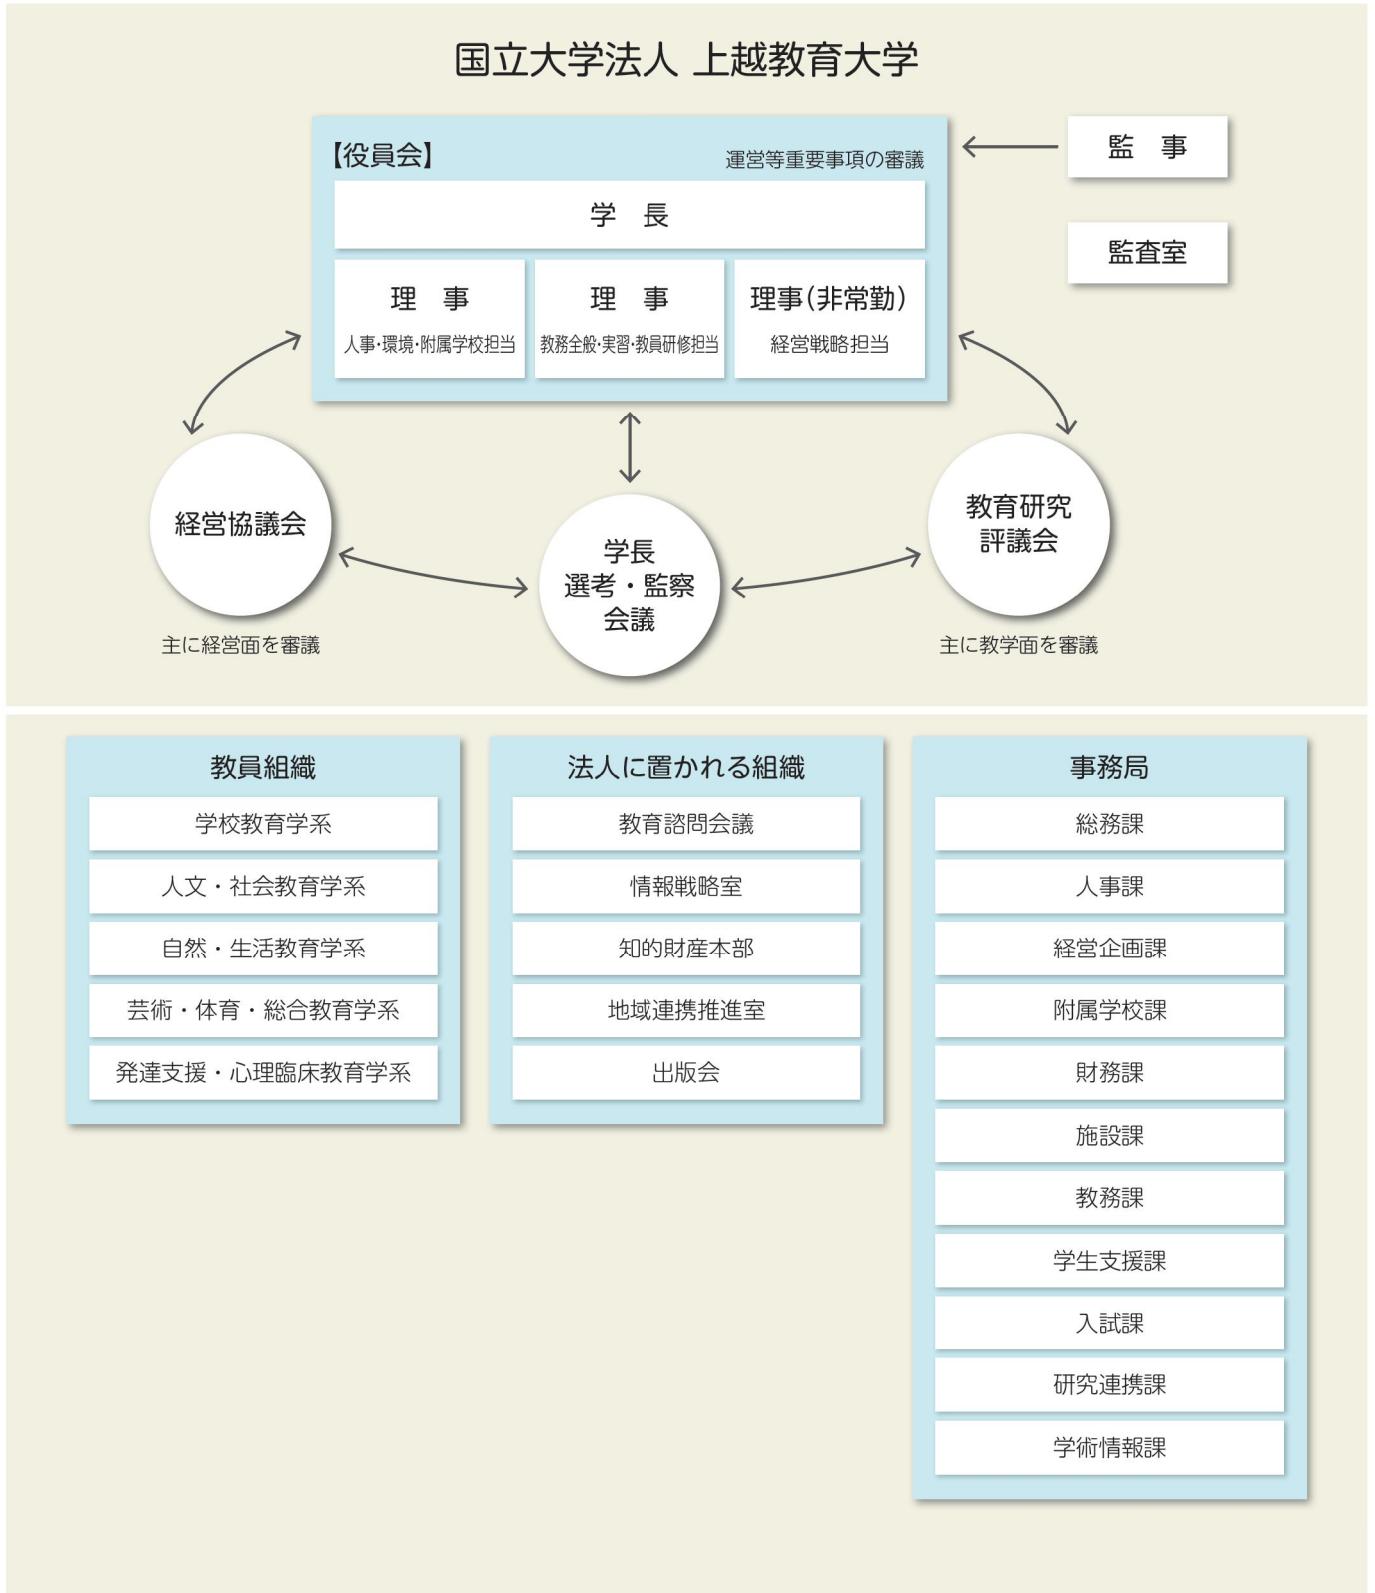 国立大学法人 上越教育大学
【役員会】
運営等重要事項の審議
学　長
理　事
人事・環境・附属学校担当
理　事
教務全般・実習・教員研修担当
理事（非常勤）
経営戦略担当
監　事
監査室
経営協議会
主に経営面を審議
学長
選考・監察
会議
教育研究
評議会
主に教学面を審議
教員組織
学校教育学系
人文・社会教育学系
自然・生活教育学系
芸術・体育・総合教育学系
発達支援・心理臨床教育学系
法人に置かれる組織
教育諮問会議
情報戦略室
知的財産本部
地域連携推進室
出版会
事務局
総務課
人事課
経営企画課
附属学校課
財務課
施設課
教務課
学生支援課
入試課
研究連携課
学術情報課